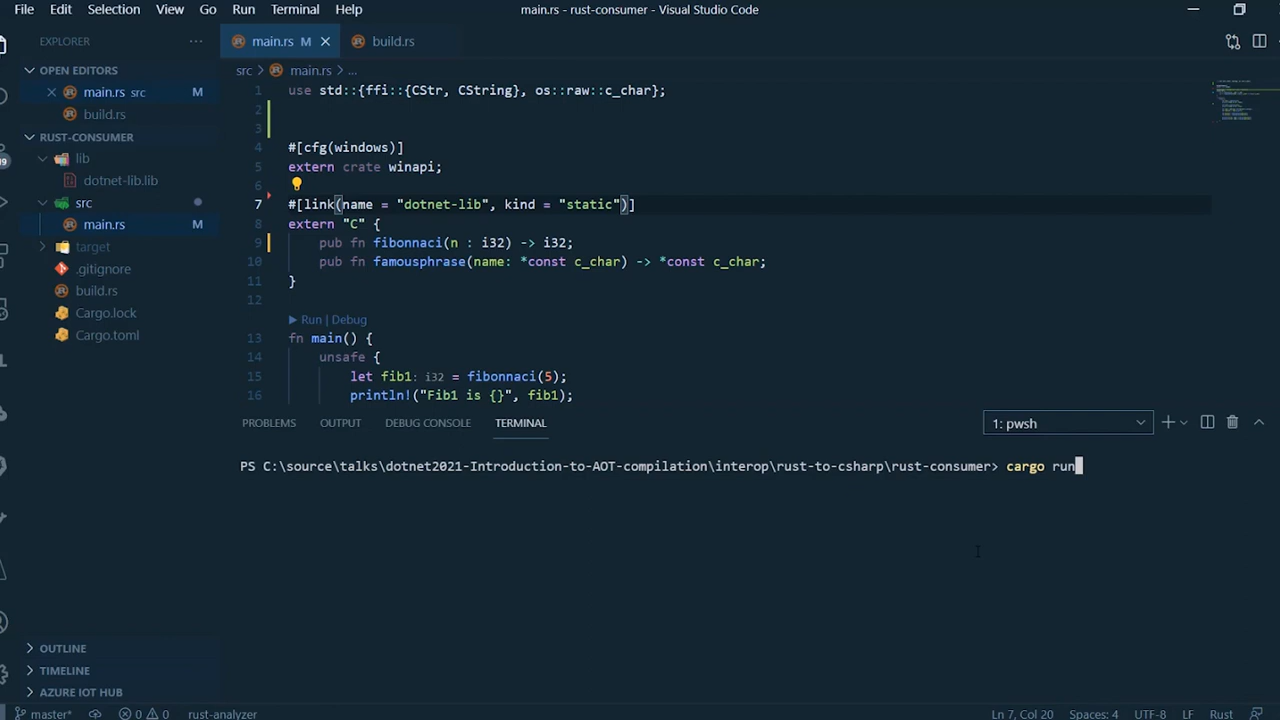 File Edit Selection View Go Run Terminal Help
main.rs - rust-consumer - Visual Studio Code
EXPLORER ...
OPEN EDITORS
main.rs src M
build.rs
RUST-CONSUMER
lib
dotnet-lib.lib
src
main.rs M
target
.gitignore
build.rs
Cargo.lock
Cargo.toml
OUTLINE
TIMELINE
AZURE IOT HUB
main.rs M
build.rs
src > main.rs > ...
1 use std::{ffi::{CStr, CString}, os::raw::c_char};
2
3
4 #[cfg(windows)]
5 extern crate winapi;
6
7 #[link(name = "dotnet-lib", kind = "static")]
8 extern "C" {
9 pub fn fibonnaci(n : i32) -> i32;
10 pub fn famousphrase(name: *const c_char) -> *const c_char;
11 }
12
Run | Debug
13 fn main() {
14 unsafe {
15 let fib1: i32 = fibonnaci(5);
16 println!("Fib1 is {}", fib1);
PROBLEMS OUTPUT DEBUG CONSOLE TERMINAL
1: pwsh
PS C:\source\talks\dotnet2021-Introduction-to-AOT-compilation\interop\rust-to-csharp\rust-consumer> cargo run
master* 0 0 rust-analyzer
Ln 7, Col 20 Spaces: 4 UTF-8 LF Rust